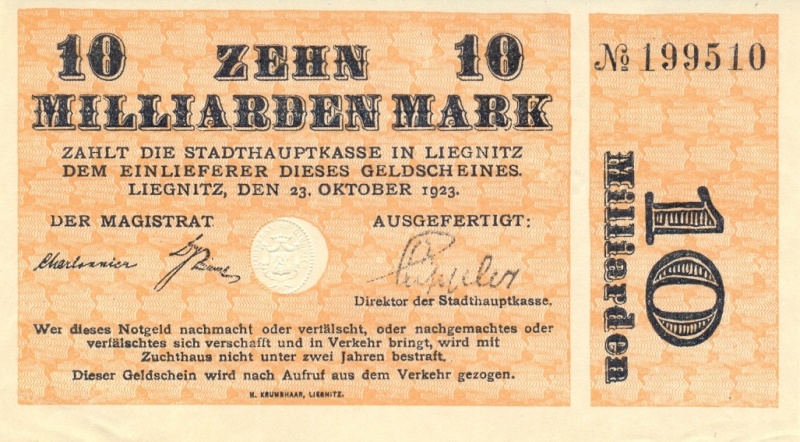 10 ZEHN 10
MILLIARDEN MARK
ZAHLT DIE STADTHAUPTKASSE IN LIEGNITZ
DEM EINLIEFERER DIESES GELDSCHEINES.
LIEGNITZ, DEN 23. OKTOBER 1923.
DER MAGISTRAT
AUSGEFERTIGT:
Charbonnier
Direktor der Stadthauptkasse.
Wer dieses Notgeld nachmacht oder verfälscht, oder nachgemachtes oder
verfälschtes sich verschafft und in Verkehr bringt, wird mit
Zuchthaus nicht unter zwei Jahren bestraft.
Dieser Geldschein wird nach Aufruf aus dem Verkehr gezogen.
H. KRUMBHAAR, LIEGNITZ.
№ 199510
10
Milliarden